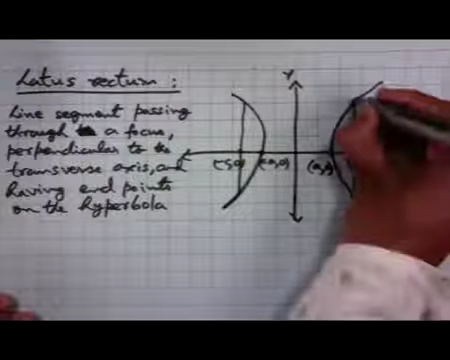 Latus rectum :
Line segment passing
through a focus,
perpendicular to the
transverse axis, and
having end points
on the hyperbola
Y
(-a,0) (a,0)